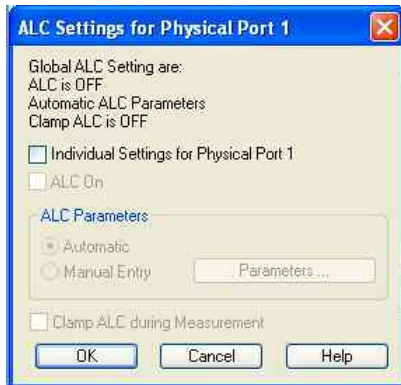 ALC Settings for Physical Port 1
Global ALC Setting are:
ALC is OFF
Automatic ALC Parameters
Clamp ALC is OFF
Individual Settings for Physical Port 1
ALC On
ALC Parameters
Automatic
Manual Entry
Parameters ...
Clamp ALC during Measurement
OK Cancel Help